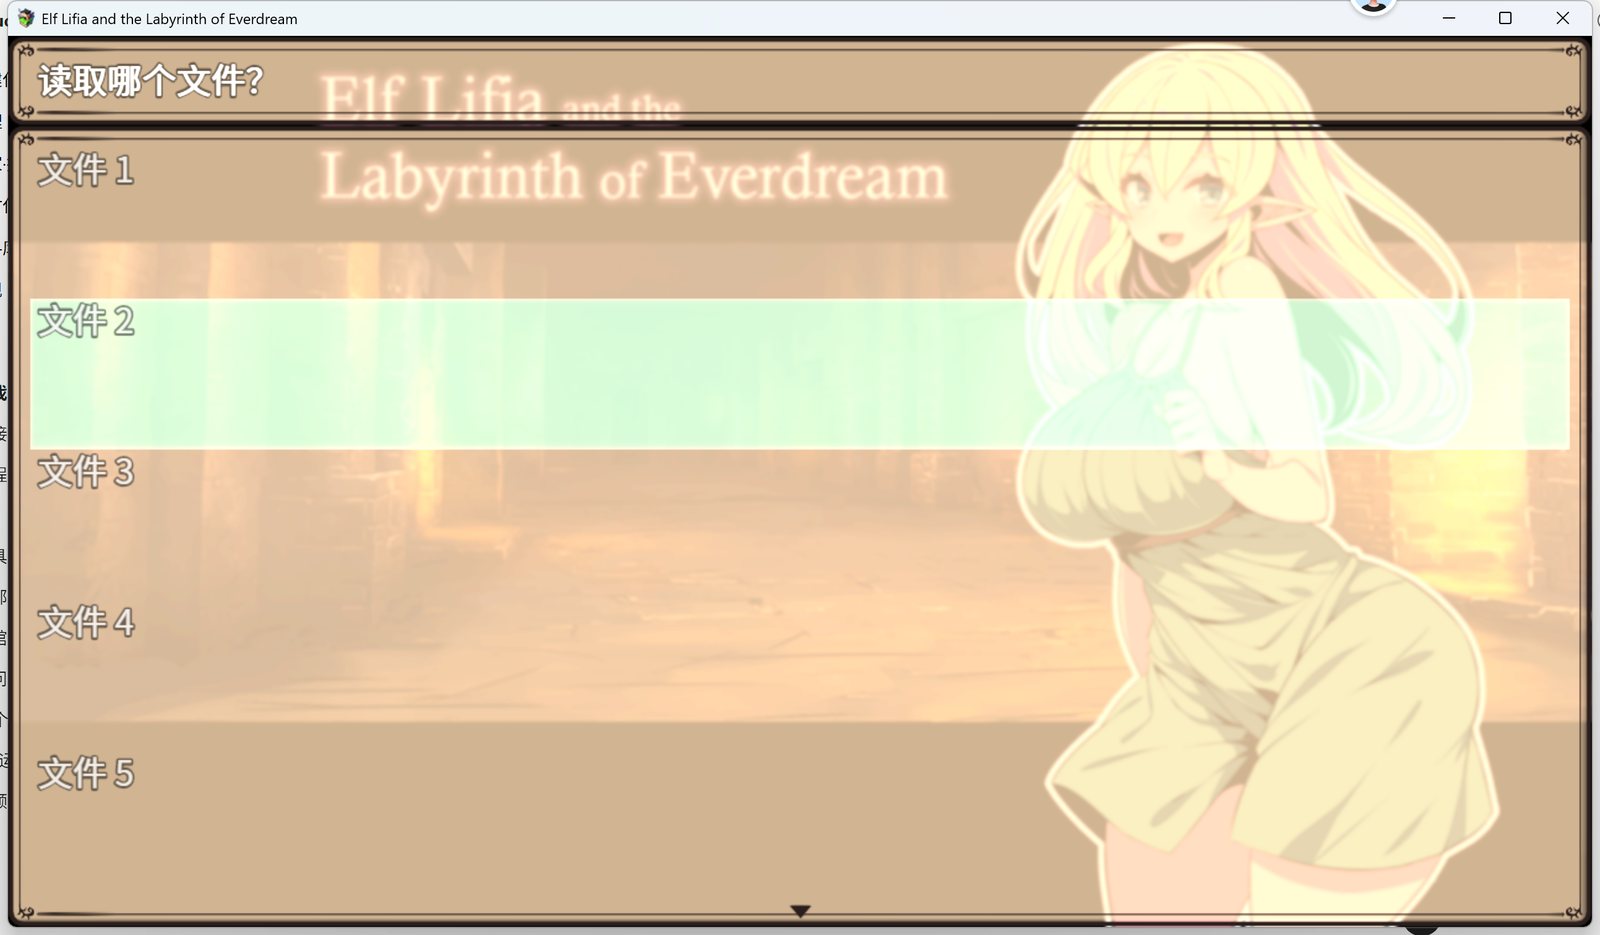 Elf Lifia and the Labyrinth of Everdream
读取哪个文件?
Elf Lifia and the
Labyrinth of Everdream
文件 1
文件 2
文件 3
文件 4
文件 5